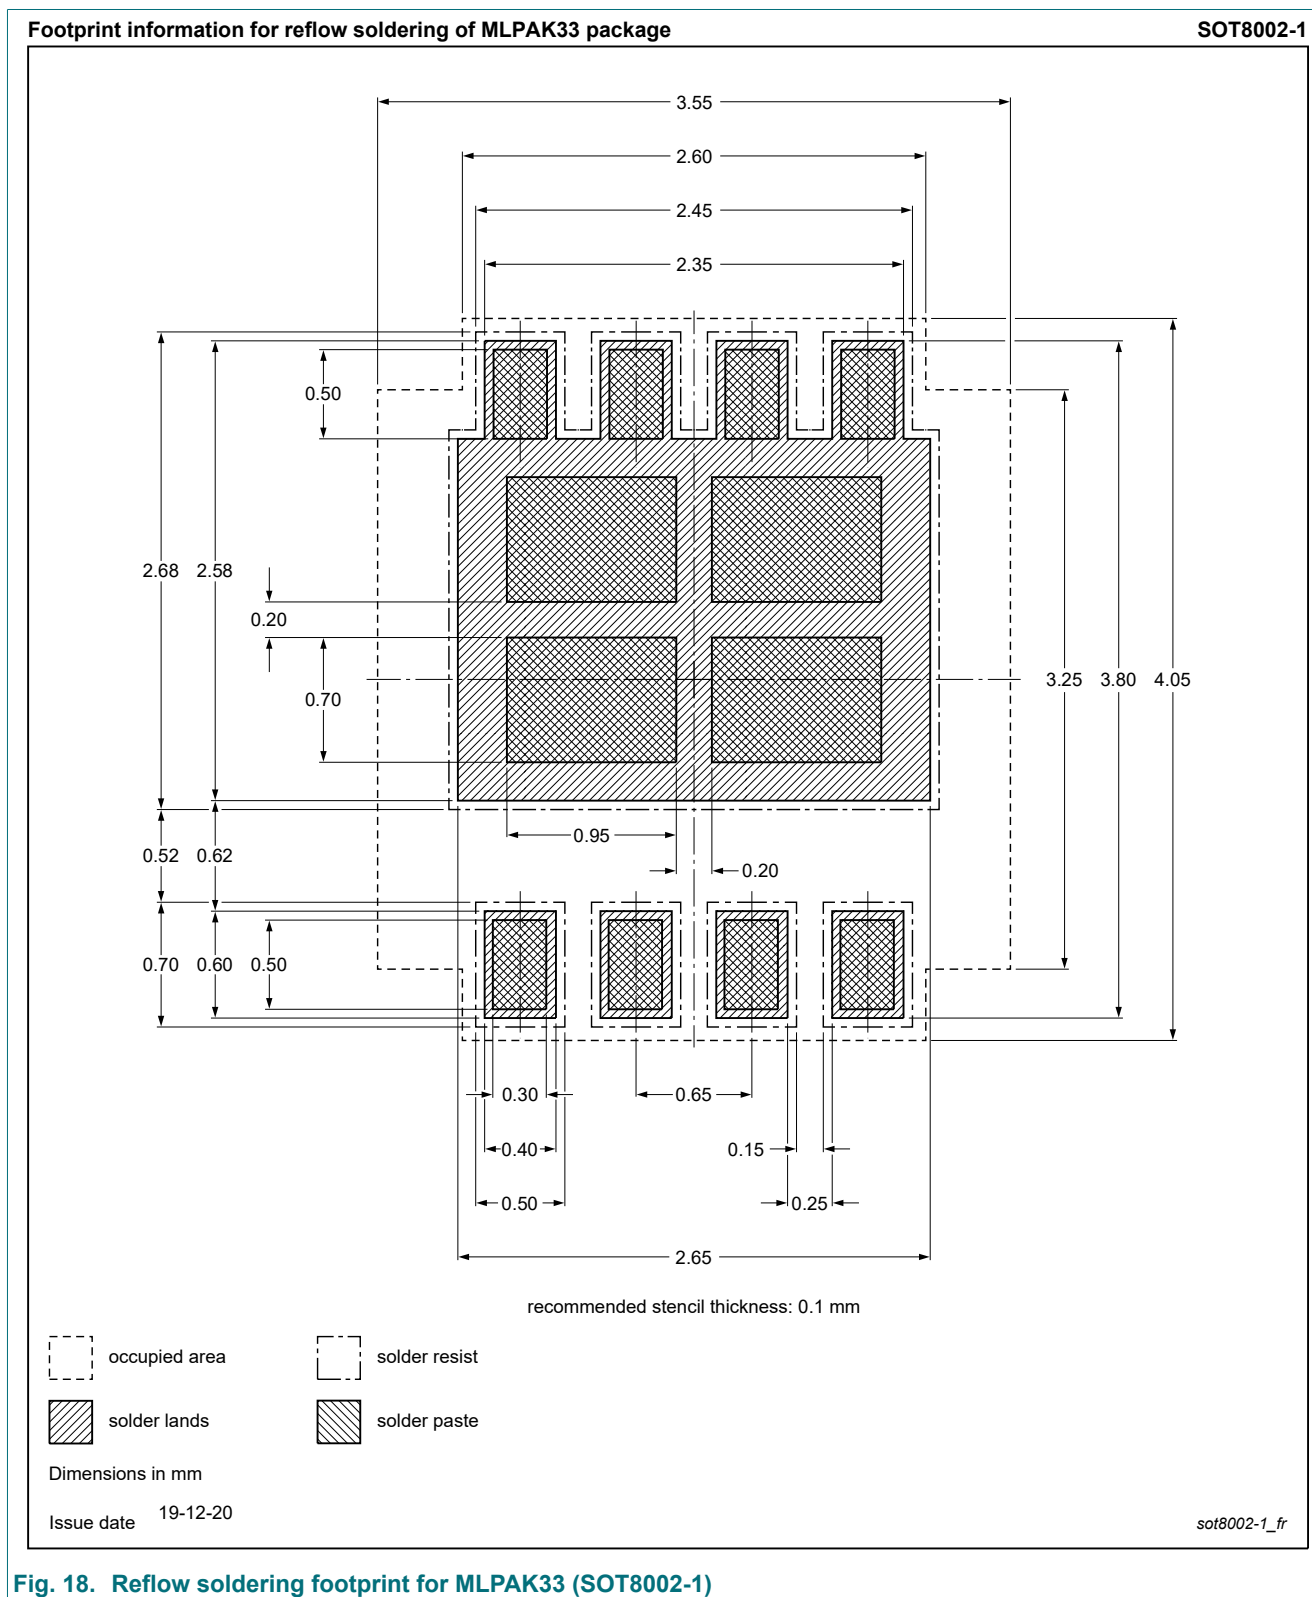 Footprint information for reflow soldering of MLPAK33 package SOT8002-1
3.55
2.60
2.45
2.35
0.50
2.68 2.58
0.20
0.70
3.25 3.80 4.05
0.95
0.52 0.62
0.20
0.70 0.60 0.50
0.30 0.65
0.40 0.15
0.50 0.25
2.65
recommended stencil thickness: 0.1 mm
occupied area solder resist
solder lands solder paste
Dimensions in mm
Issue date 19-12-20
sot8002-1_fr
Fig. 18. Reflow soldering footprint for MLPAK33 (SOT8002-1)